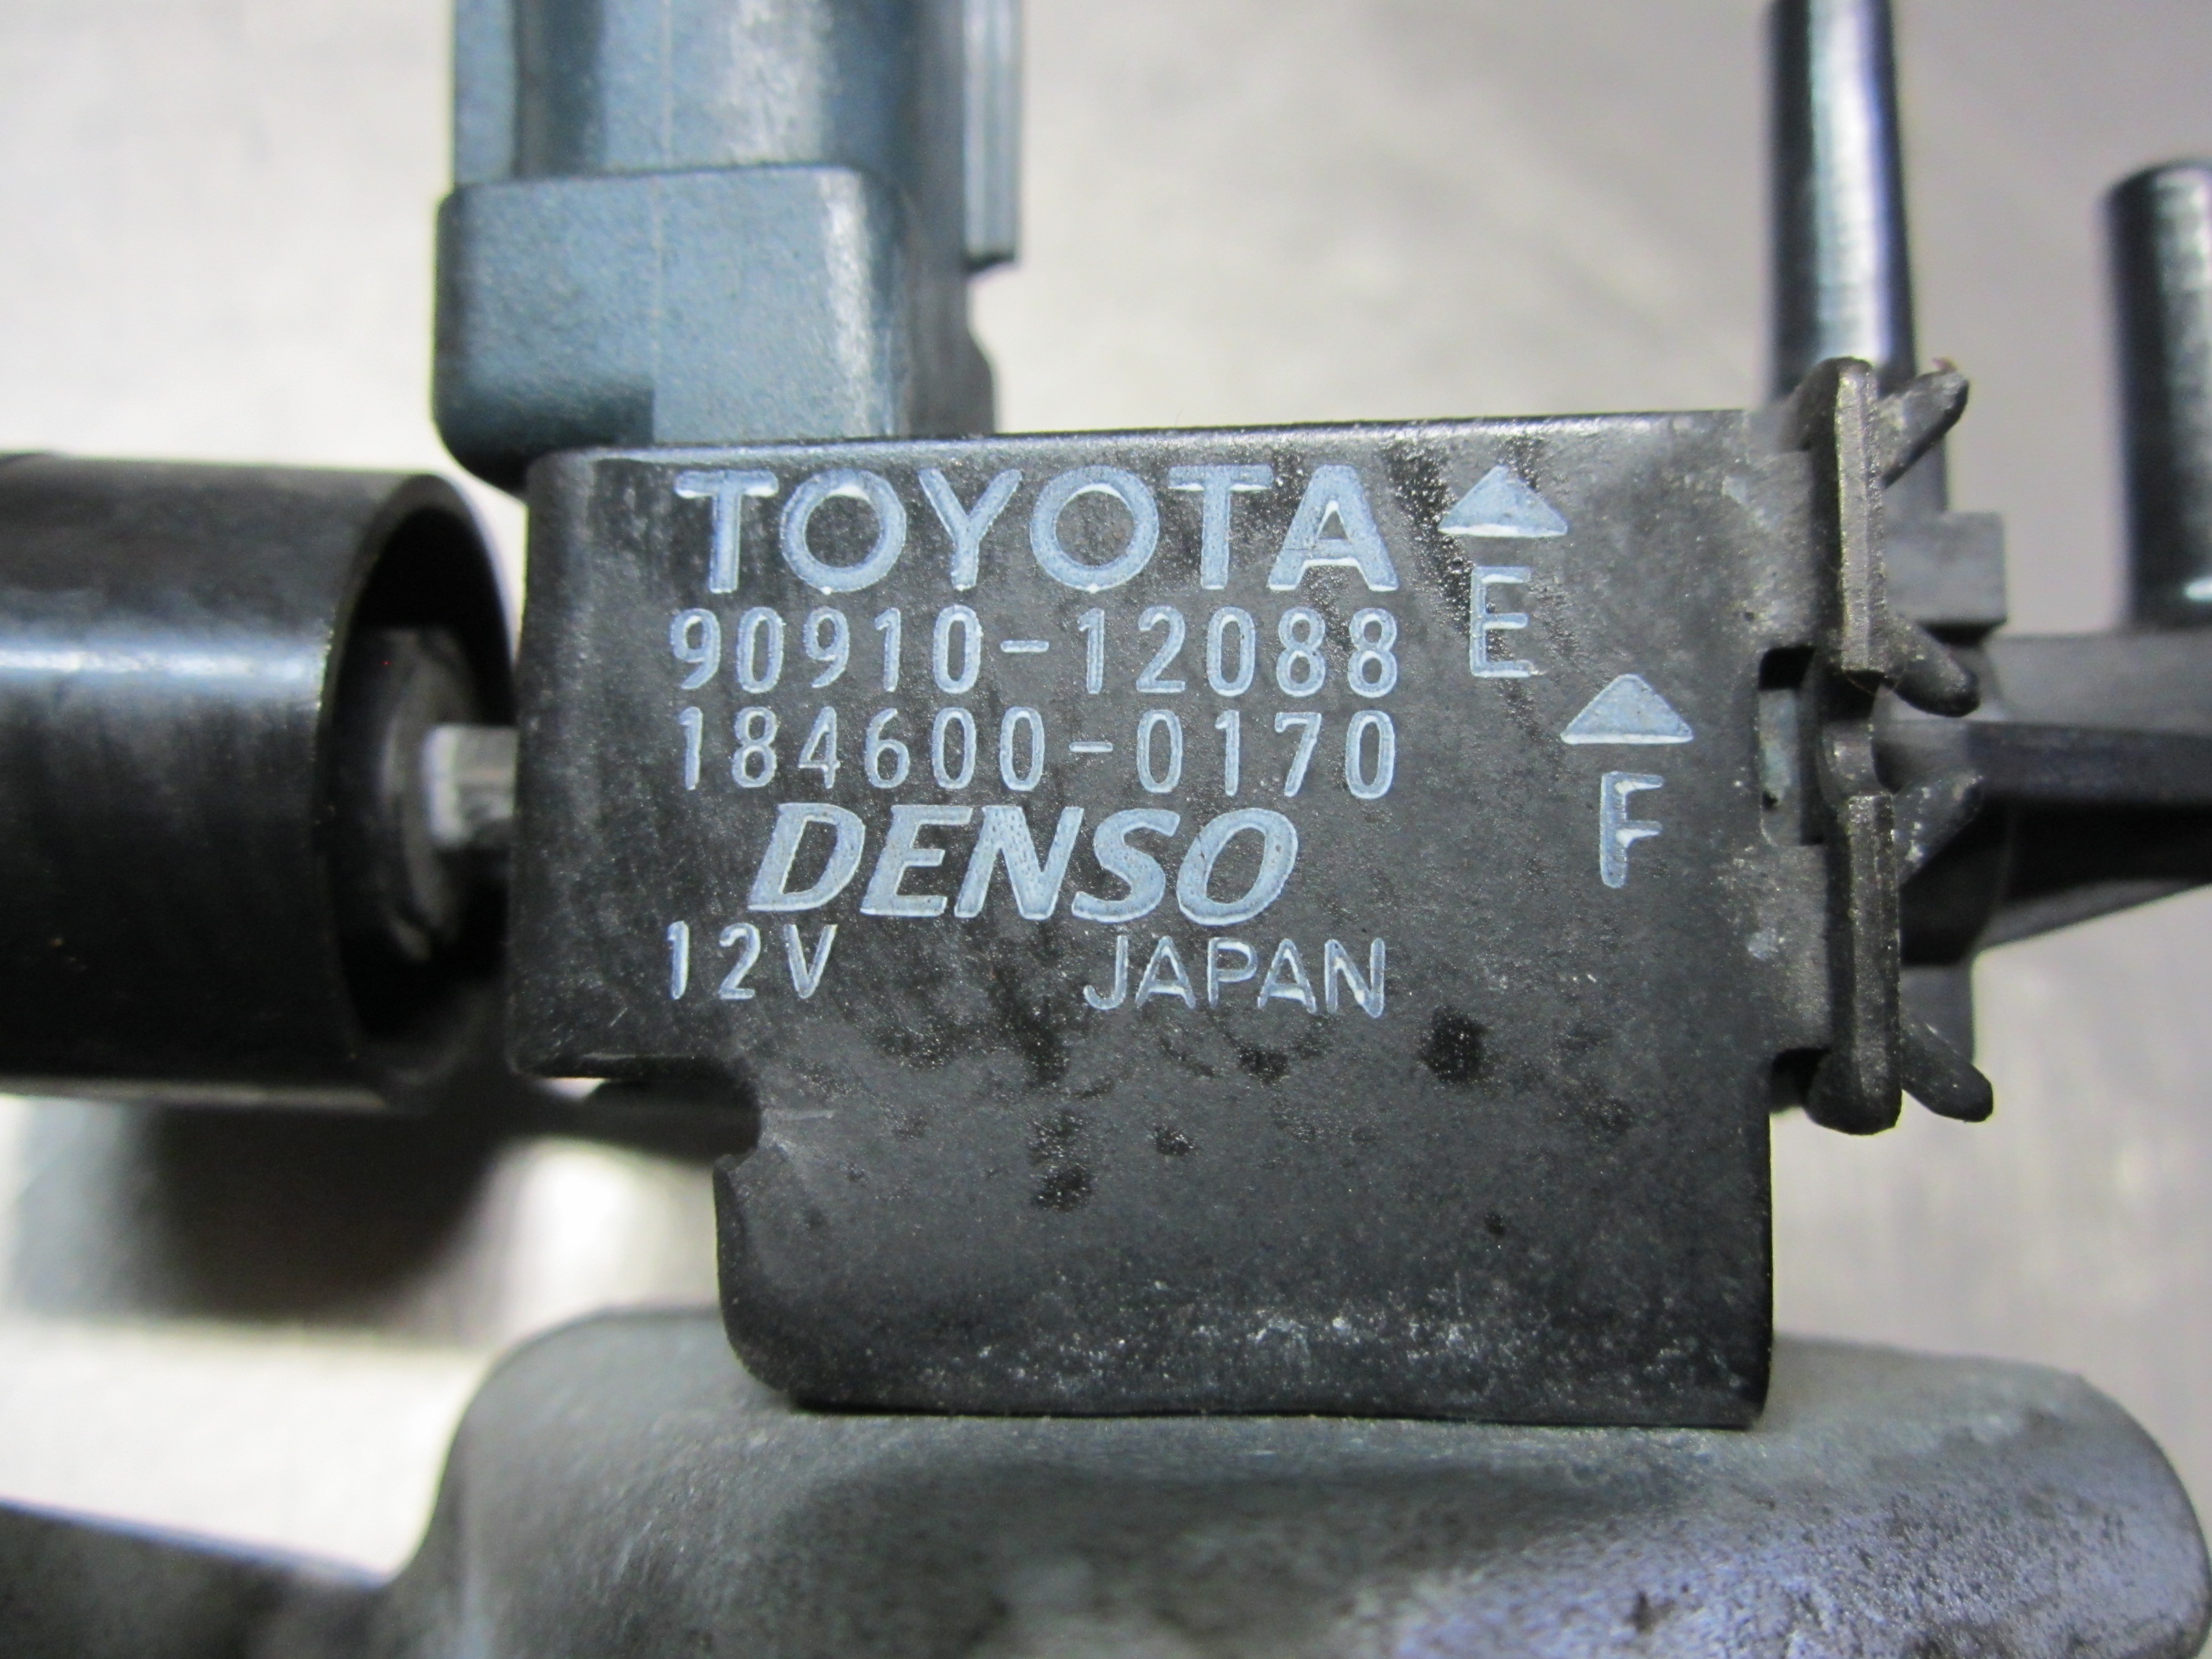 TOYOTA
90910-12088
184600-0170
DENSO
12V JAPAN
E
F